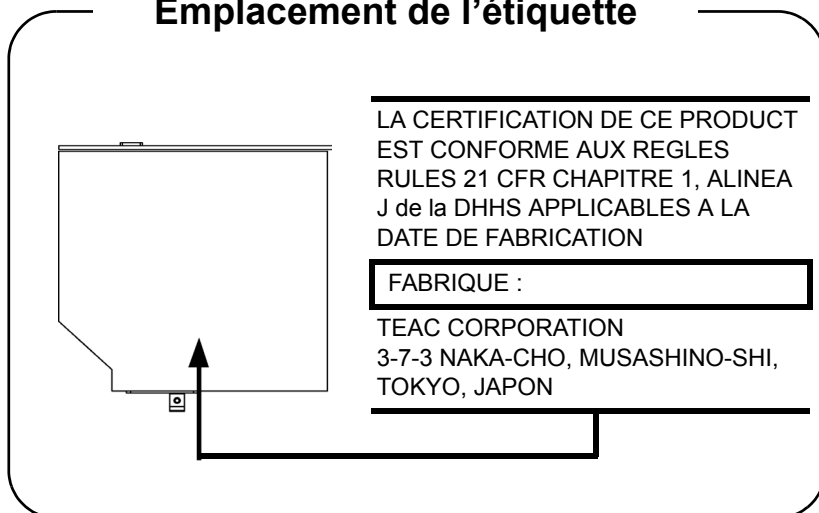 Emplacement de l’étiquette
LA CERTIFICATION DE CE PRODUCT
EST CONFORME AUX REGLES
RULES 21 CFR CHAPITRE 1, ALINEA
J de la DHHS APPLICABLES A LA
DATE DE FABRICATION
FABRIQUE :
TEAC CORPORATION
3-7-3 NAKA-CHO, MUSASHINO-SHI,
TOKYO, JAPON